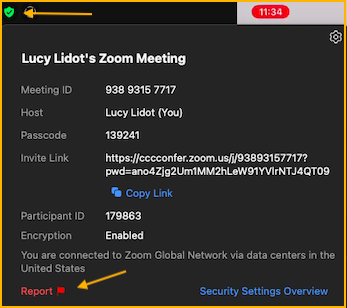 11:34
Lucy Lidot's Zoom Meeting
Meeting ID 938 9315 7717
Host Lucy Lidot (You)
Passcode 139241
Invite Link https://cccconfer.zoom.us/j/93893157717?
pwd=ano4Zjg2Um1MM2hLeW91YVlrNTJ4QT09
Copy Link
Participant ID 179863
Encryption Enabled
You are connected to Zoom Global Network via data centers in the
United States
Report Security Settings Overview